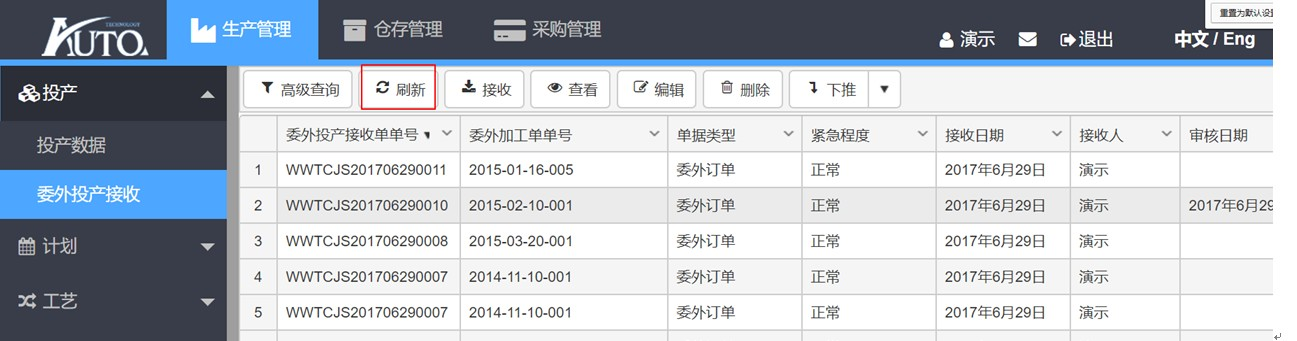 重置为默认设
TECHNOLOGY
AUTO.
生产管理
仓存管理
采购管理
演示
退出
中文 / Eng
投产
投产数据
委外投产接收
计划
工艺
高级查询 刷新 接收 查看 编辑 删除 下推
委外投产接收单单号 委外加工单单号 单据类型 紧急程度 接收日期 接收人 审核日期
1 WWTCJS201706290011 2015-01-16-005 委外订单 正常 2017年6月29日 演示
2 WWTCJS201706290010 2015-02-10-001 委外订单 正常 2017年6月29日 演示 2017年6月29
3 WWTCJS201706290008 2015-03-20-001 委外订单 正常 2017年6月29日 演示
4 WWTCJS201706290007 2014-11-10-001 委外订单 正常 2017年6月29日 演示
5 WWTCJS201706290007 2014-11-10-001 委外订单 正常 2017年6月29日 演示